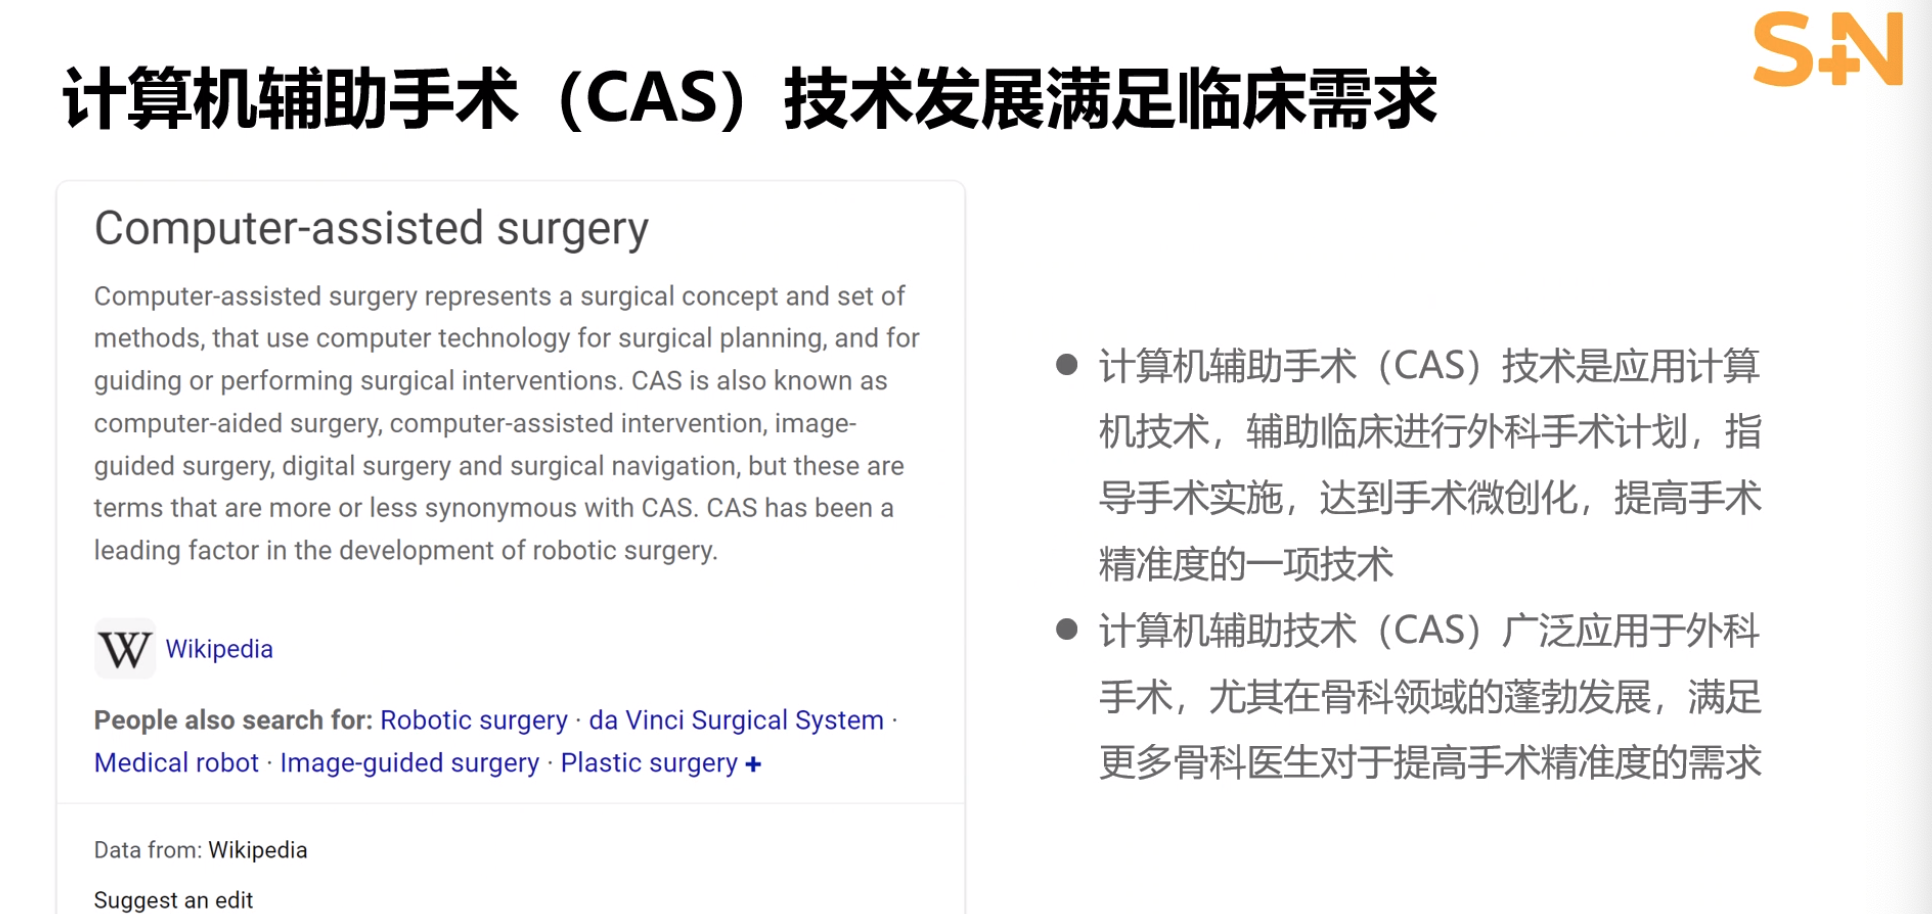 S+N
计算机辅助手术（CAS）技术发展满足临床需求
Computer-assisted surgery
Computer-assisted surgery represents a surgical concept and set of
methods, that use computer technology for surgical planning, and for
guiding or performing surgical interventions. CAS is also known as
computer-aided surgery, computer-assisted intervention, image-
guided surgery, digital surgery and surgical navigation, but these are
terms that are more or less synonymous with CAS. CAS has been a
leading factor in the development of robotic surgery.
W Wikipedia
People also search for: Robotic surgery · da Vinci Surgical System ·
Medical robot · Image-guided surgery · Plastic surgery +
Data from: Wikipedia
Suggest an edit
● 计算机辅助手术（CAS）技术是应用计算
机技术，辅助临床进行外科手术计划，指
导手术实施，达到手术微创化，提高手术
精准度的一项技术
● 计算机辅助技术（CAS）广泛应用于外科
手术，尤其在骨科领域的蓬勃发展，满足
更多骨科医生对于提高手术精准度的需求